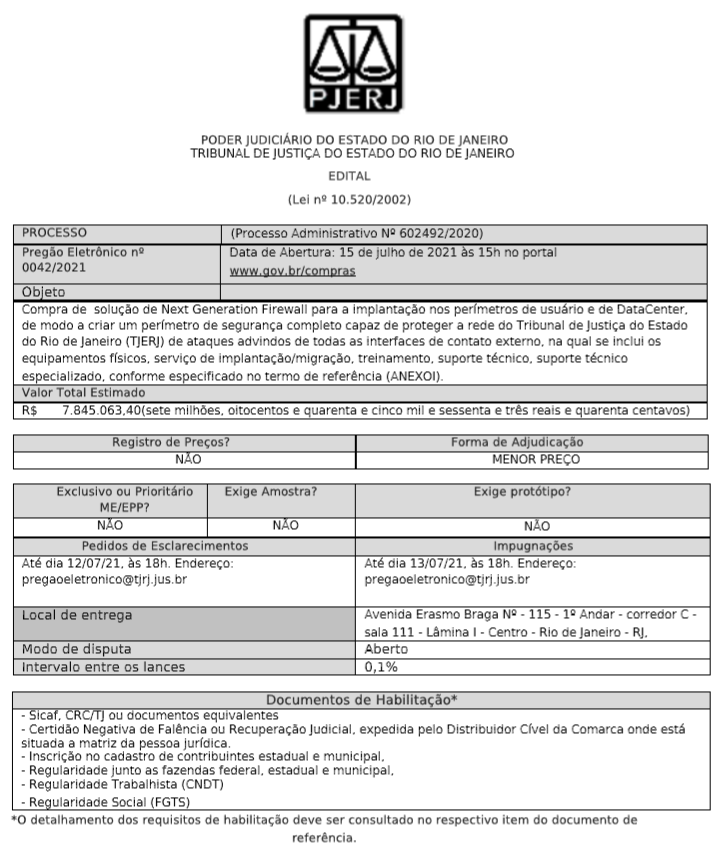 PJERJ
PODER JUDICIÁRIO DO ESTADO DO RIO DE JANEIRO
TRIBUNAL DE JUSTIÇA DO ESTADO DO RIO DE JANEIRO
EDITAL
(Lei nº 10.520/2002)
PROCESSO (Processo Administrativo Nº 602492/2020)
Pregão Eletrônico nº Data de Abertura: 15 de julho de 2021 às 15h no portal
0042/2021 www.gov.br/compras
Objeto
Compra de solução de Next Generation Firewall para a implantação nos perímetros de usuário e de DataCenter,
de modo a criar um perímetro de segurança completo capaz de proteger a rede do Tribunal de Justiça do Estado
do Rio de Janeiro (TJERJ) de ataques advindos de todas as interfaces de contato externo, na qual se inclui os
equipamentos físicos, serviço de implantação/migração, treinamento, suporte técnico, suporte técnico
especializado, conforme especificado no termo de referência (ANEXOI).
Valor Total Estimado
R$ 7.845.063,40(sete milhões, oitocentos e quarenta e cinco mil e sessenta e três reais e quarenta centavos)
Registro de Preços? Forma de Adjudicação
NÃO MENOR PREÇO
Exclusivo ou Prioritário Exige Amostra? Exige protótipo?
ME/EPP?
NÃO NÃO NÃO
Pedidos de Esclarecimentos Impugnações
Até dia 12/07/21, às 18h. Endereço: Até dia 13/07/21, às 18h. Endereço:
pregaoeletronico@tjrj.jus.br pregaoeletronico@tjrj.jus.br
Local de entrega Avenida Erasmo Braga Nº - 115 - 1º Andar - corredor C -
sala 111 - Lâmina I - Centro - Rio de Janeiro - RJ,
Modo de disputa Aberto
Intervalo entre os lances 0,1%
Documentos de Habilitação*
- Sicaf, CRC/TJ ou documentos equivalentes
- Certidão Negativa de Falência ou Recuperação Judicial, expedida pelo Distribuidor Cível da Comarca onde está
situada a matriz da pessoa jurídica.
- Inscrição no cadastro de contribuintes estadual e municipal,
- Regularidade junto as fazendas federal, estadual e municipal,
- Regularidade Trabalhista (CNDT)
- Regularidade Social (FGTS)
*O detalhamento dos requisitos de habilitação deve ser consultado no respectivo item do documento de
referência.